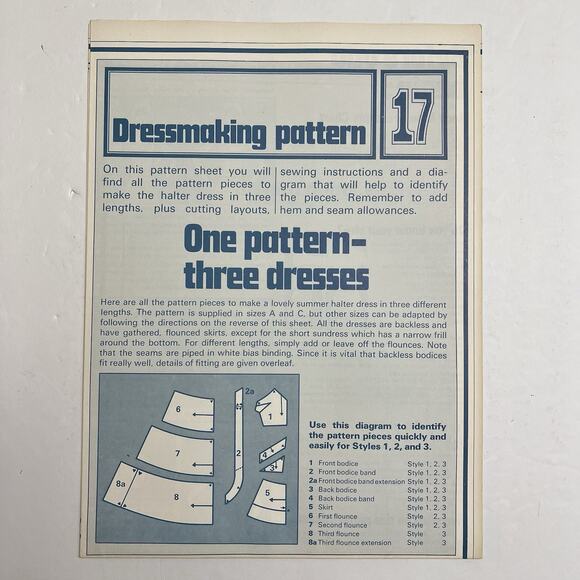 Dressmaking pattern
17
On this pattern sheet you will
find all the pattern pieces to
make the halter dress in three
lengths, plus cutting layouts,
sewing instructions and a dia-
gram that will help to identify
the pieces. Remember to add
hem and seam allowances.
One pattern-
three dresses
Here are all the pattern pieces to make a lovely summer halter dress in three different
lengths. The pattern is supplied in sizes A and C, but other sizes can be adapted by
following the directions on the reverse of this sheet. All the dresses are backless and
have gathered, flounced skirts, except for the short sundress which has a narrow frill
around the bottom. For different lengths, simply add or leave off the flounces. Note
that the seams are piped in white bias binding. Since it is vital that backless bodices
fit really well, details of fitting are given overleaf.
6
7
8a
8
2a
2
1
4
3
5
Use this diagram to identify
the pattern pieces quickly and
easily for Styles 1, 2, and 3.
1 Front bodice Style 1, 2, 3
2 Front bodice band Style 1, 2, 3
2a Front bodice band extension Style 1, 2, 3
3 Back bodice Style 1, 2, 3
4 Back bodice band Style 1, 2, 3
5 Skirt Style 1, 2, 3
6 First flounce Style 2, 3
7 Second flounce Style 2, 3
8 Third flounce Style 3
8a Third flounce extension Style 3